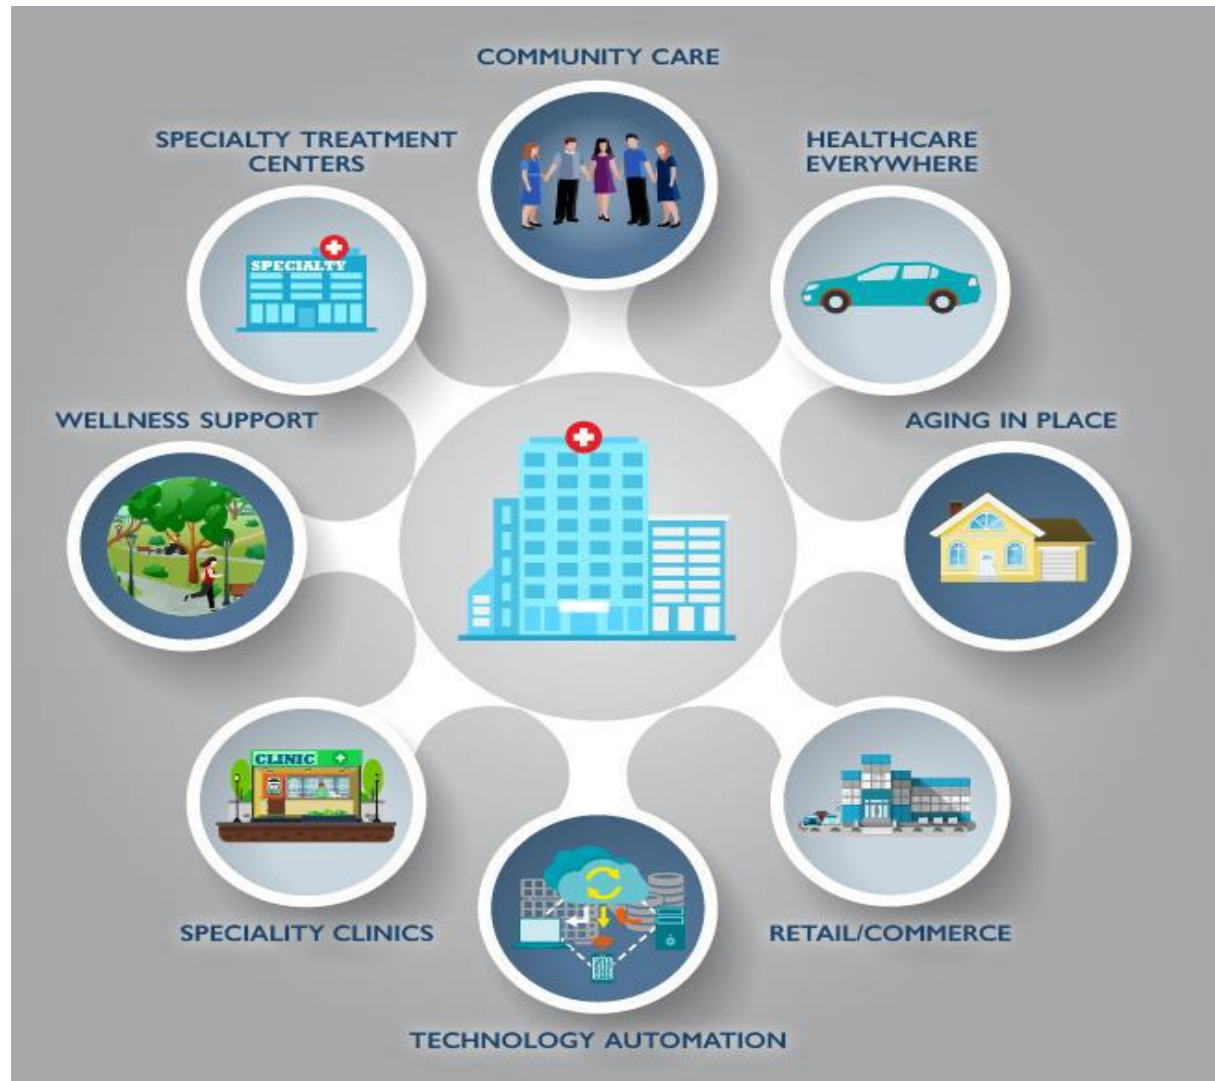 COMMUNITY CARE
SPECIALTY TREATMENT
CENTERS
HEALTHCARE
EVERYWHERE
SPECIALTY
WELLNESS SUPPORT
AGING IN PLACE
CLINIC
SPECIALITY CLINICS
RETAIL/COMMERCE
TECHNOLOGY AUTOMATION